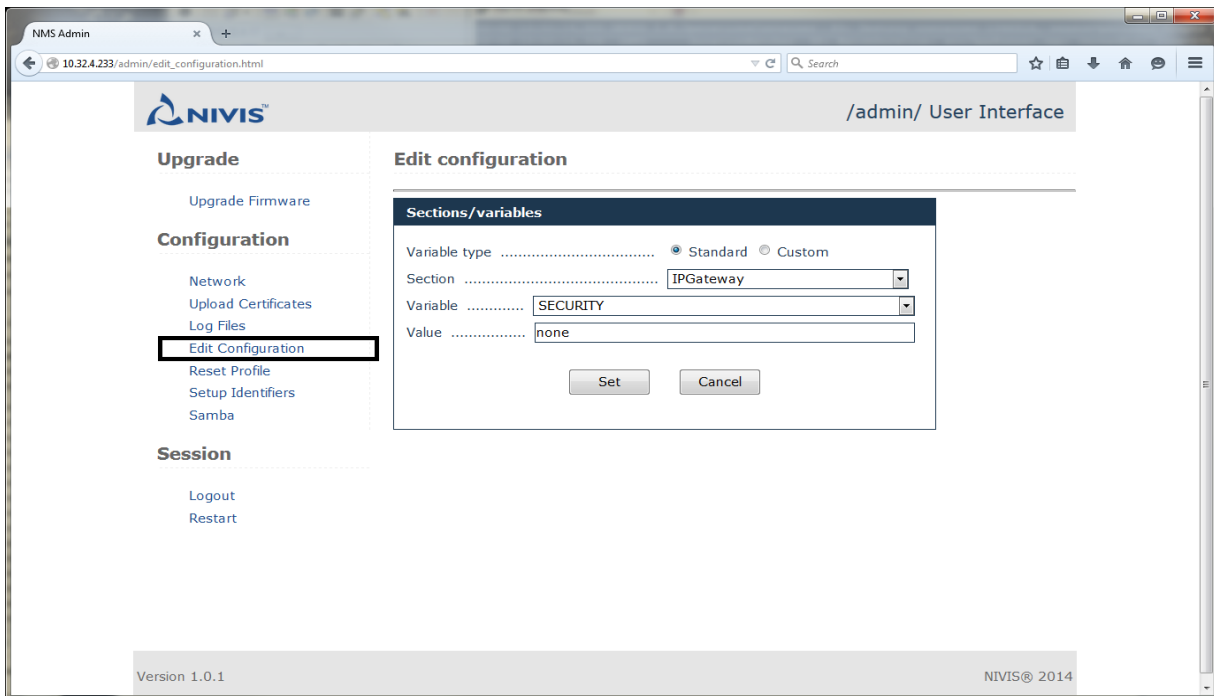 NMS Admin
10.32.4.233/admin/edit_configuration.html
Search
NIVIS™
/admin/ User Interface
Upgrade
Upgrade Firmware
Configuration
Network
Upload Certificates
Log Files
Edit Configuration
Reset Profile
Setup Identifiers
Samba
Session
Logout
Restart
Edit configuration
Sections/variables
Variable type ................................... Standard Custom
Section ............................................ IPGateway
Variable ............. SECURITY
Value ................. none
Set Cancel
Version 1.0.1
NIVIS® 2014